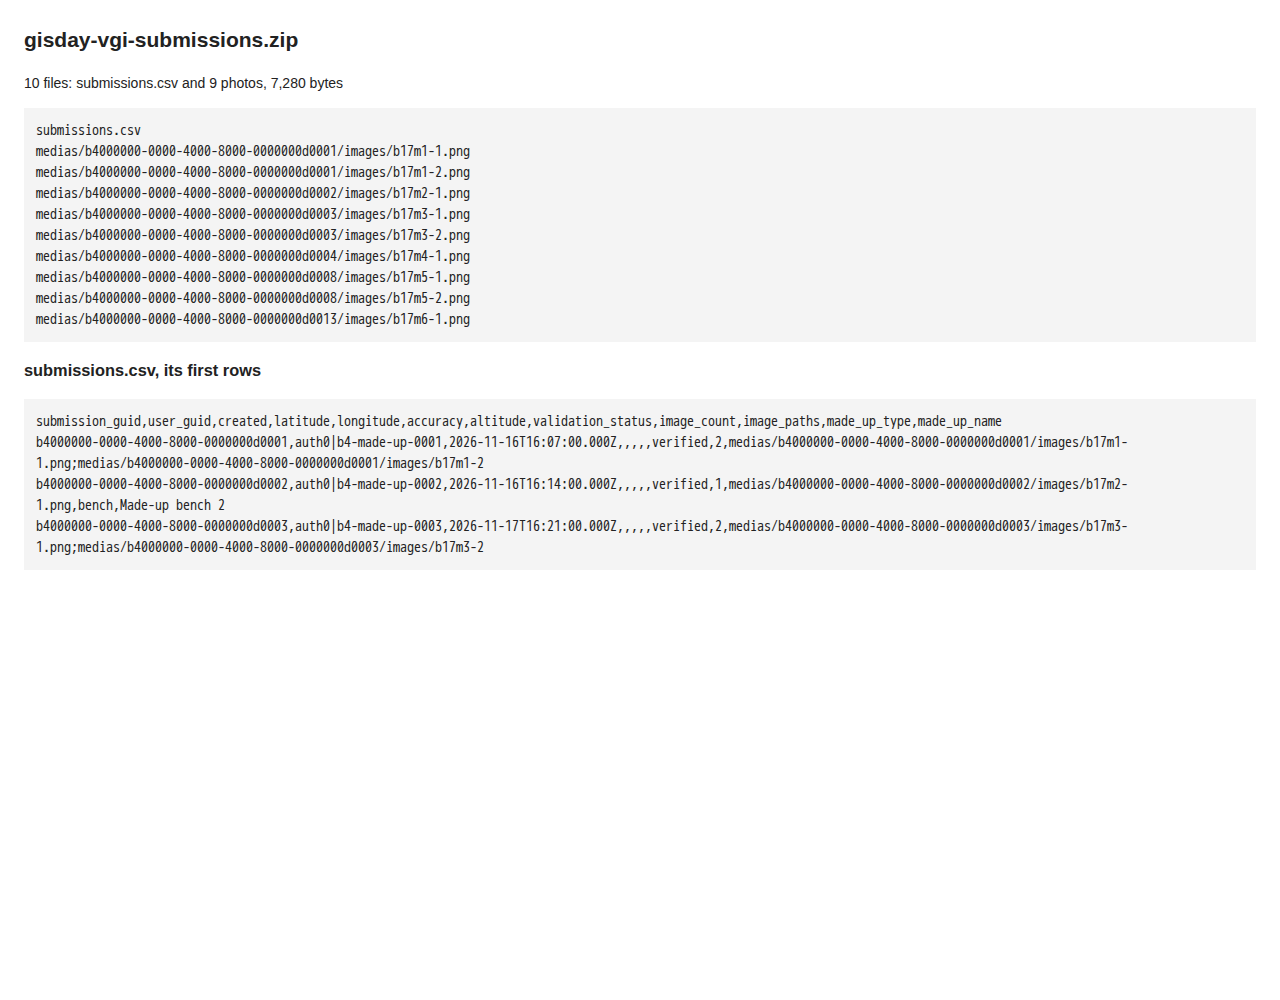 gisday-vgi-submissions.zip
10 files: submissions.csv and 9 photos, 7,280 bytes
submissions.csv
medias/b4000000-0000-4000-8000-0000000d0001/images/b17m1-1.png
medias/b4000000-0000-4000-8000-0000000d0001/images/b17m1-2.png
medias/b4000000-0000-4000-8000-0000000d0002/images/b17m2-1.png
medias/b4000000-0000-4000-8000-0000000d0003/images/b17m3-1.png
medias/b4000000-0000-4000-8000-0000000d0003/images/b17m3-2.png
medias/b4000000-0000-4000-8000-0000000d0004/images/b17m4-1.png
medias/b4000000-0000-4000-8000-0000000d0008/images/b17m5-1.png
medias/b4000000-0000-4000-8000-0000000d0008/images/b17m5-2.png
medias/b4000000-0000-4000-8000-0000000d0013/images/b17m6-1.png
submissions.csv, its first rows
submission_guid,user_guid,created,latitude,longitude,accuracy,altitude,validation_status,image_count,image_paths,made_up_type,made_up_name
b4000000-0000-4000-8000-0000000d0001,auth0|b4-made-up-0001,2026-11-16T16:07:00.000Z,,,,,verified,2,medias/b4000000-0000-4000-8000-0000000d0001/images/b17m1-
1.png;medias/b4000000-0000-4000-8000-0000000d0001/images/b17m1-2
b4000000-0000-4000-8000-0000000d0002,auth0|b4-made-up-0002,2026-11-16T16:14:00.000Z,,,,,verified,1,medias/b4000000-0000-4000-8000-0000000d0002/images/b17m2-
1.png,bench,Made-up bench 2
b4000000-0000-4000-8000-0000000d0003,auth0|b4-made-up-0003,2026-11-17T16:21:00.000Z,,,,,verified,2,medias/b4000000-0000-4000-8000-0000000d0003/images/b17m3-
1.png;medias/b4000000-0000-4000-8000-0000000d0003/images/b17m3-2